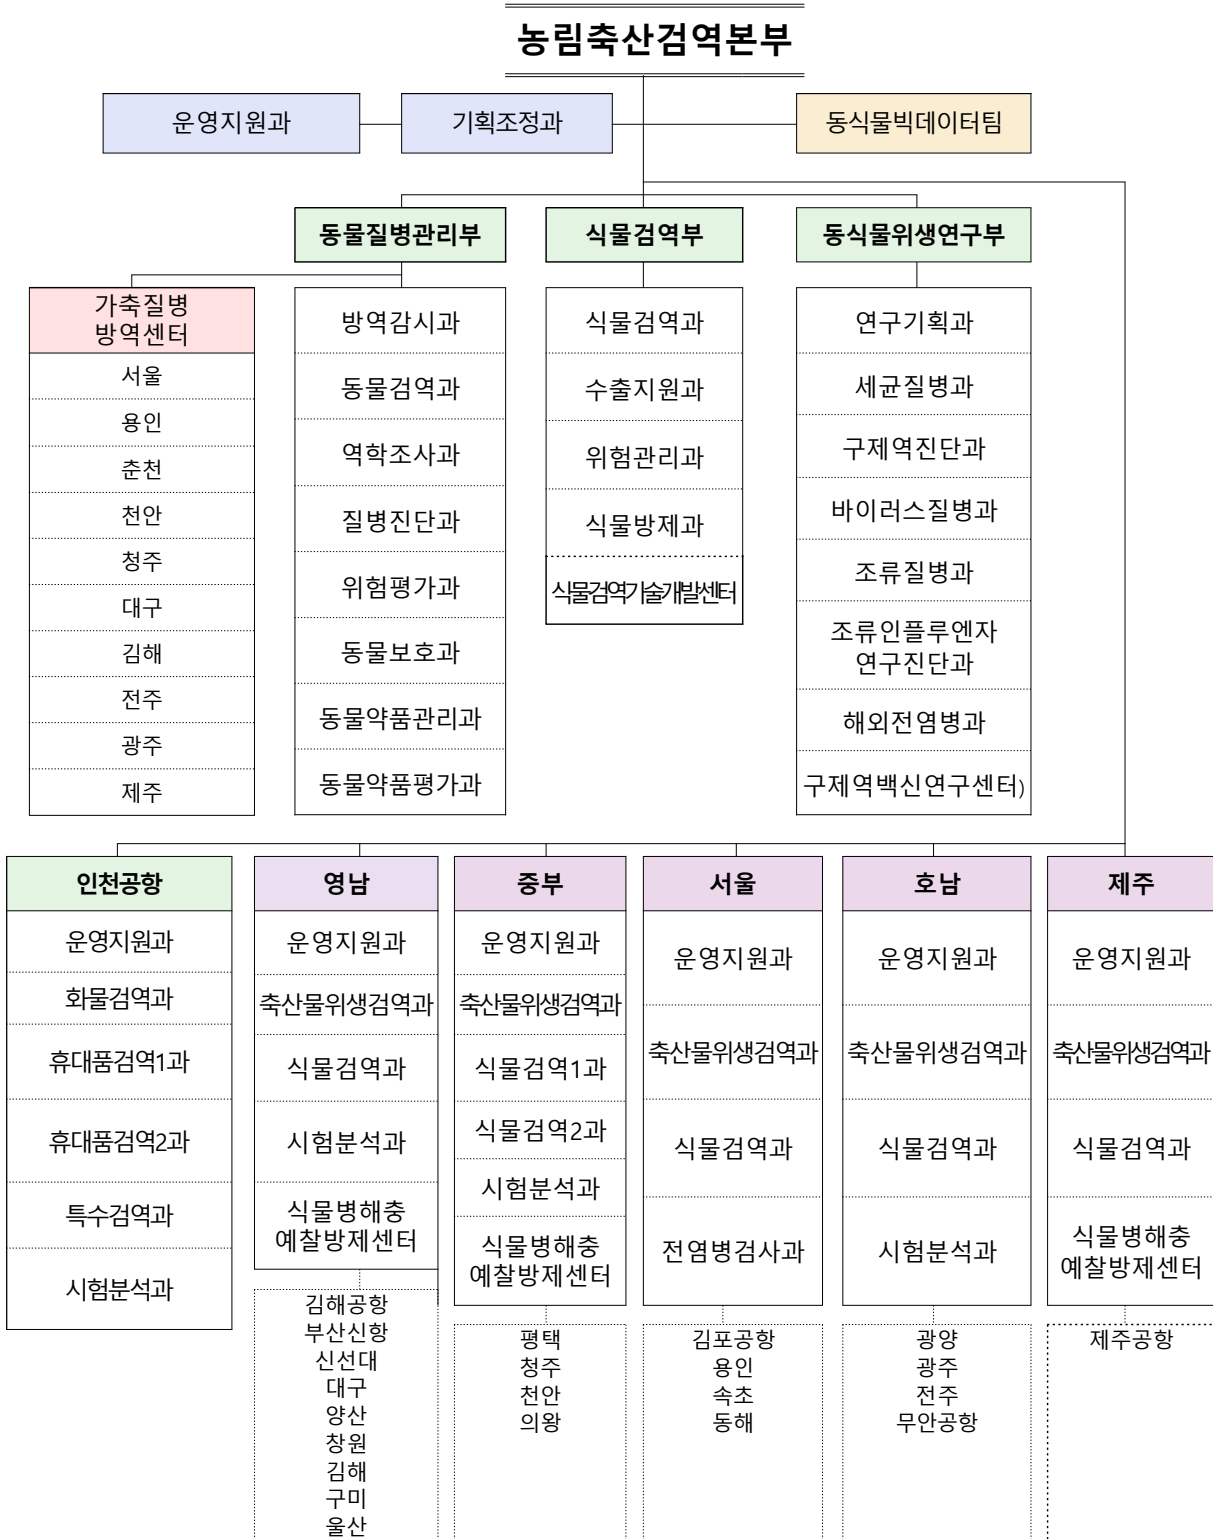 농림축산검역본부
운영지원과
기획조정과
동식물빅데이터팀
동물질병관리부
식물검역부
동식물위생연구부
가축질병
방역센터
서울
용인
춘천
천안
청주
대구
김해
전주
광주
제주
방역감시과
동물검역과
역학조사과
질병진단과
위험평가과
동물보호과
동물약품관리과
동물약품평가과
식물검역과
수출지원과
위험관리과
식물방제과
식물검역기술개발센터
연구기획과
세균질병과
구제역진단과
바이러스질병과
조류질병과
조류인플루엔자
연구진단과
해외전염병과
구제역백신연구센터)
인천공항
운영지원과
화물검역과
휴대품검역1과
휴대품검역2과
특수검역과
시험분석과
영남
운영지원과
축산물위생검역과
식물검역과
시험분석과
식물병해충
예찰방제센터
김해공항
부산신항
신선대
대구
양산
창원
김해
구미
울산
중부
운영지원과
축산물위생검역과
식물검역1과
식물검역2과
시험분석과
식물병해충
예찰방제센터
평택
청주
천안
의왕
서울
운영지원과
축산물위생검역과
식물검역과
전염병검사과
김포공항
용인
속초
동해
호남
운영지원과
축산물위생검역과
식물검역과
시험분석과
광양
광주
전주
무안공항
제주
운영지원과
축산물위생검역과
식물검역과
식물병해충
예찰방제센터
제주공항